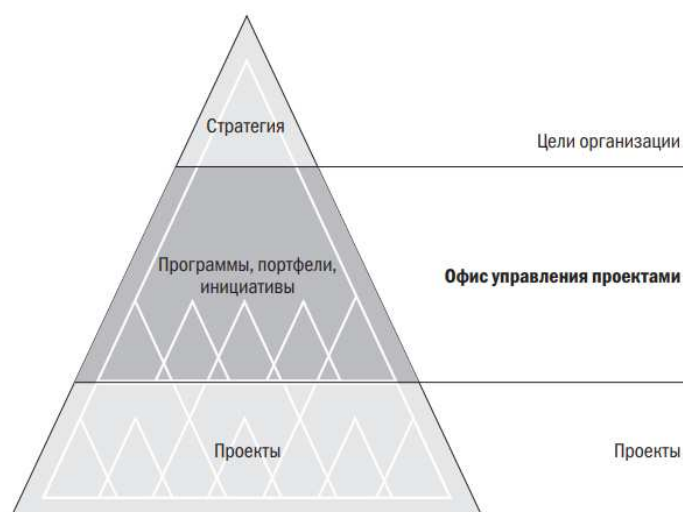 Стратегия
Цели организации
Программы, портфели,
инициативы
Офис управления проектами
Проекты
Проекты